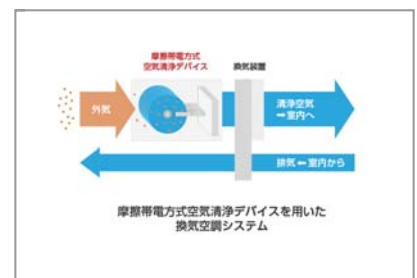 摩擦帯電方式
空気清浄デバイス
換気装置
外気
清浄空気
➡室内へ
排気⬅室内から
摩擦帯電方式空気清浄デバイスを用いた
換気空調システム